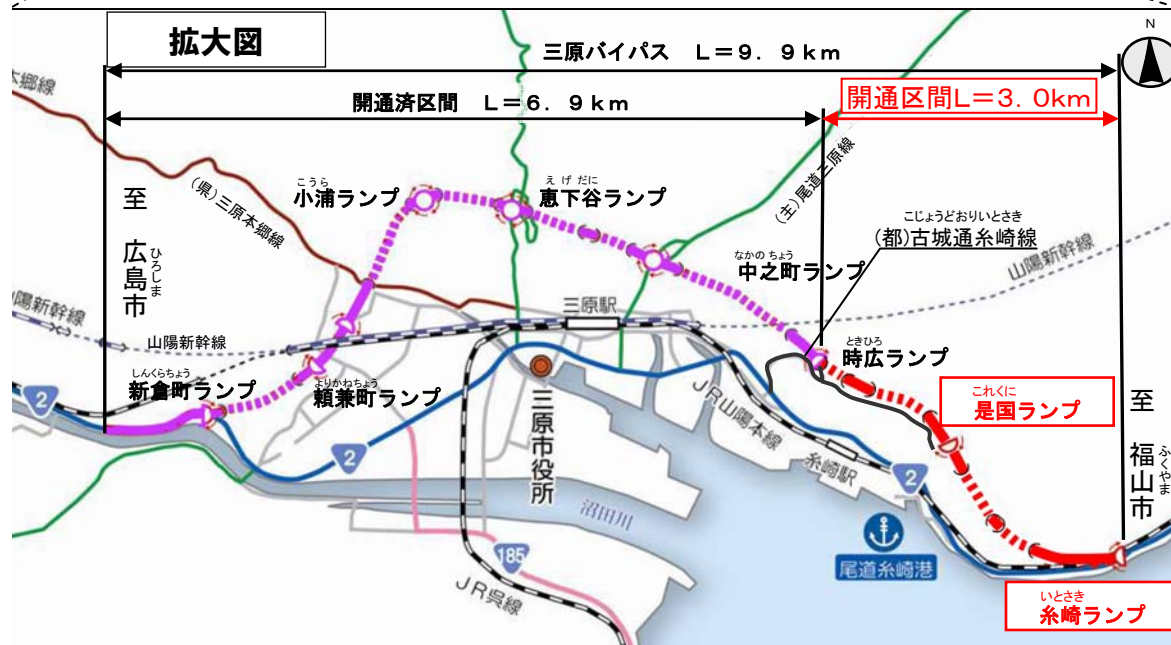 拡大図
三原バイパス L=9.9km
N
開通済区間 L=6.9km
開通区間L=3.0km
本郷線
(県)三原本郷線
こうら
小浦ランプ
えげだに
恵下谷ランプ
(主)尾道三原線
こじょうどおりいとさき
(都)古城通糸崎線
なかのちょう
中之町ランプ
山陽新幹線
至広島市
ひろしま
山陽新幹線
山陽新幹線
三原駅
ときひろ
時広ランプ
しんくらちょう
新倉町ランプ
よりかねちょう
頼兼町ランプ
これくに
是国ランプ
至福山市
ふくやま
2
2
三原市役所
JR山陽本線
糸崎駅
2
沼田川
185
JR呉線
尾道糸崎港
いとさき
糸崎ランプ